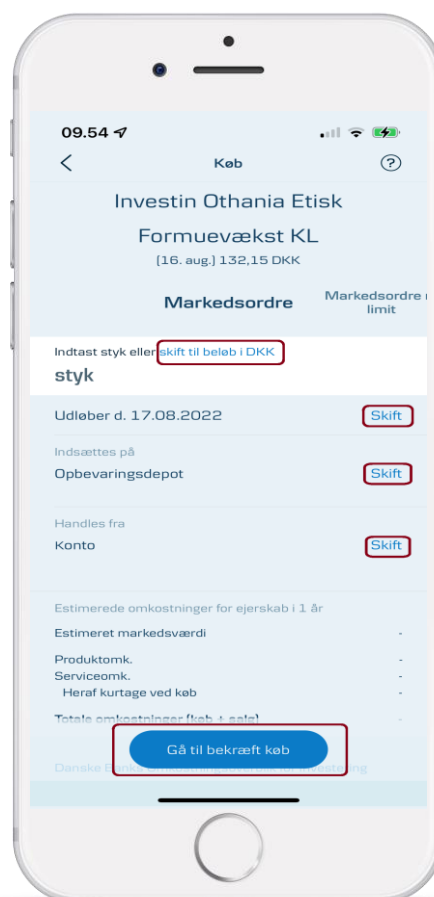 09.54
Køb
Investin Othania Etisk
Formuevækst KL
(16. aug.) 132,15 DKK
Markedsordre
Markedsordre
limit
Indtast styk eller skift til beløb i DKK
styk
Udløber d. 17.08.2022
Skift
Indsættes på
Opbevaringsdepot
Skift
Handles fra
Konto
Skift
Estimerede omkostninger for ejerskab i 1 år
Estimeret markedsværdi -
Produktomk. -
Serviceomk. -
Heraf kurtage ved køb -
Totale omkostninger (køb + salg) -
Gå til bekræft køb
Danske Banks